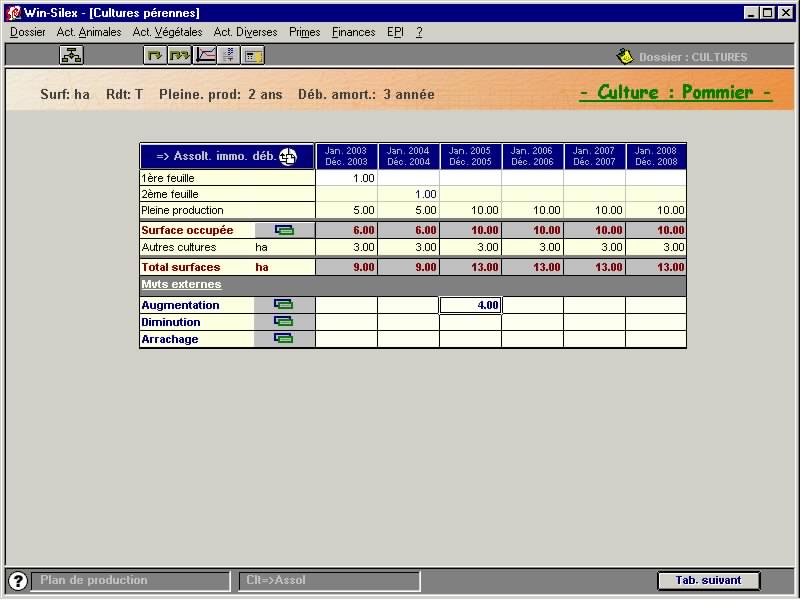 Win-Silex - [Cultures pérennes]
Dossier Act. Animales Act. Végétales Act. Diverses Primes Finances EPI ?
Dossier : CULTURES
Surf: ha Rdt: T Pleine. prod: 2 ans Déb. amort.: 3 année - Culture : Pommier -
=> Assolt. immo. déb. Jan. 2003 Jan. 2004 Jan. 2005 Jan. 2006 Jan. 2007 Jan. 2008
Déc. 2003 Déc. 2004 Déc. 2005 Déc. 2006 Déc. 2007 Déc. 2008
1ère feuille 1.00
2ème feuille 1.00
Pleine production 5.00 5.00 10.00 10.00 10.00 10.00
Surface occupée 6.00 6.00 10.00 10.00 10.00 10.00
Autres cultures ha 3.00 3.00 3.00 3.00 3.00 3.00
Total surfaces ha 9.00 9.00 13.00 13.00 13.00 13.00
Mvts externes
Augmentation 4.00
Diminution
Arrachage
? Plan de production Clt=>Assol Tab. suivant